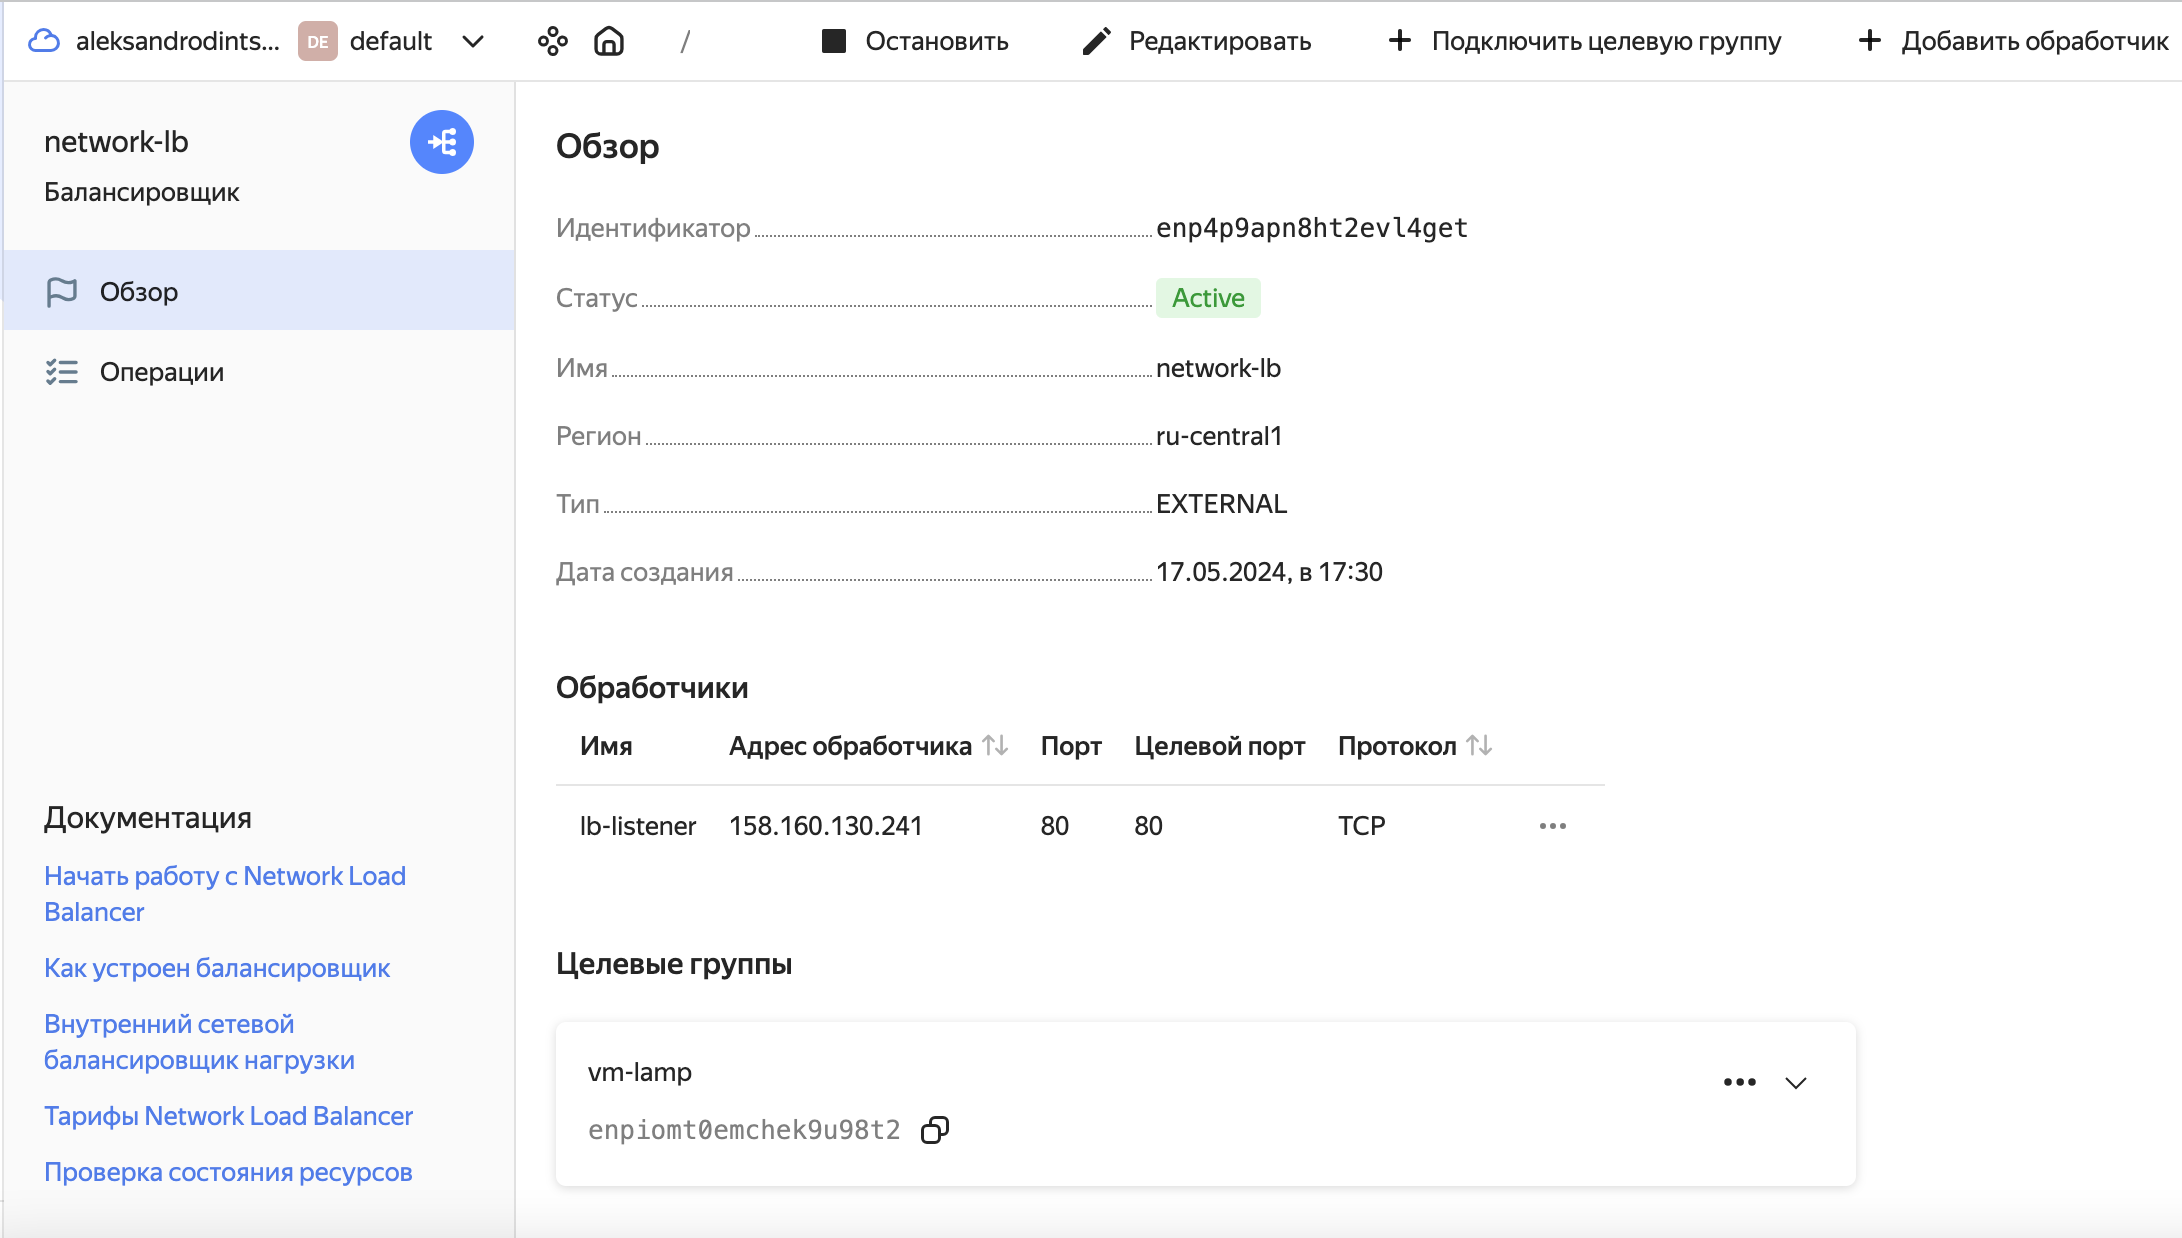 aleksandrodints... DE default / Остановить Редактировать + Подключить целевую группу + Добавить обработчик
network-lb
Балансировщик
Обзор
Операции
Документация
Начать работу с Network Load
Balancer
Как устроен балансировщик
Внутренний сетевой
балансировщик нагрузки
Тарифы Network Load Balancer
Проверка состояния ресурсов
Обзор
Идентификатор enp4p9apn8ht2evl4get
Статус Active
Имя network-lb
Регион ru-central1
Тип EXTERNAL
Дата создания 17.05.2024, в 17:30
Обработчики
Имя Адрес обработчика Порт Целевой порт Протокол
lb-listener 158.160.130.241 80 80 TCP
Целевые группы
vm-lamp
enpiomt0emchek9u98t2